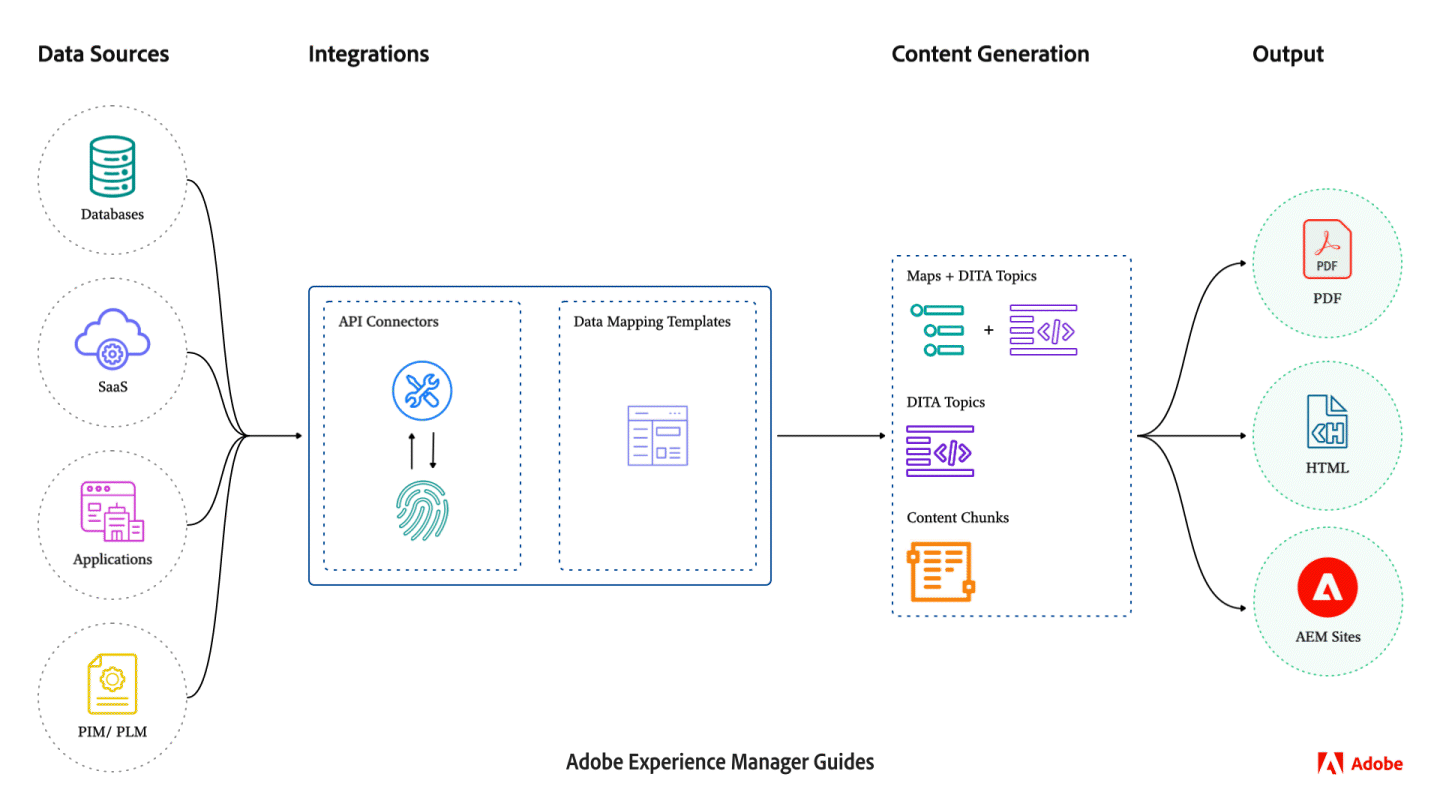 Data Sources
Integrations
Content Generation
Output
Databases
SaaS
Applications
PIM/ PLM
API Connectors
Data Mapping Templates
Maps + DITA Topics
+
DITA Topics
Content Chunks
PDF
PDF
HTML
AEM Sites
Adobe Experience Manager Guides
Adobe